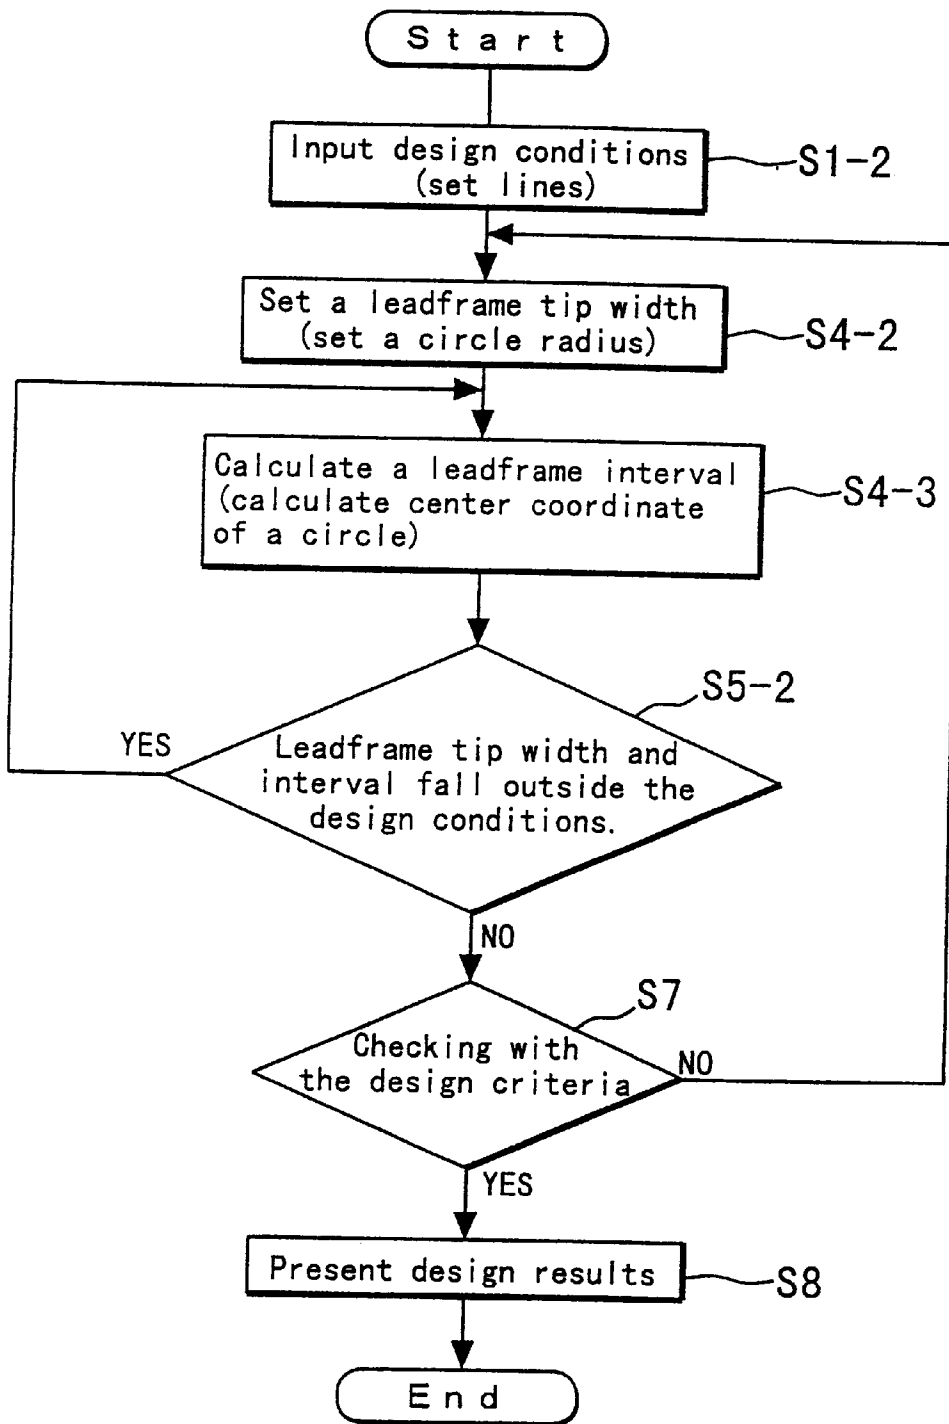 Start
Input design conditions
(set lines)
S1-2
Set a leadframe tip width
(set a circle radius)
S4-2
Calculate a leadframe interval
(calculate center coordinate
of a circle)
S4-3
S5-2
YES
Leadframe tip width and
interval fall outside the
design conditions.
NO
S7
Checking with
the design criteria
NO
YES
Present design results
S8
End